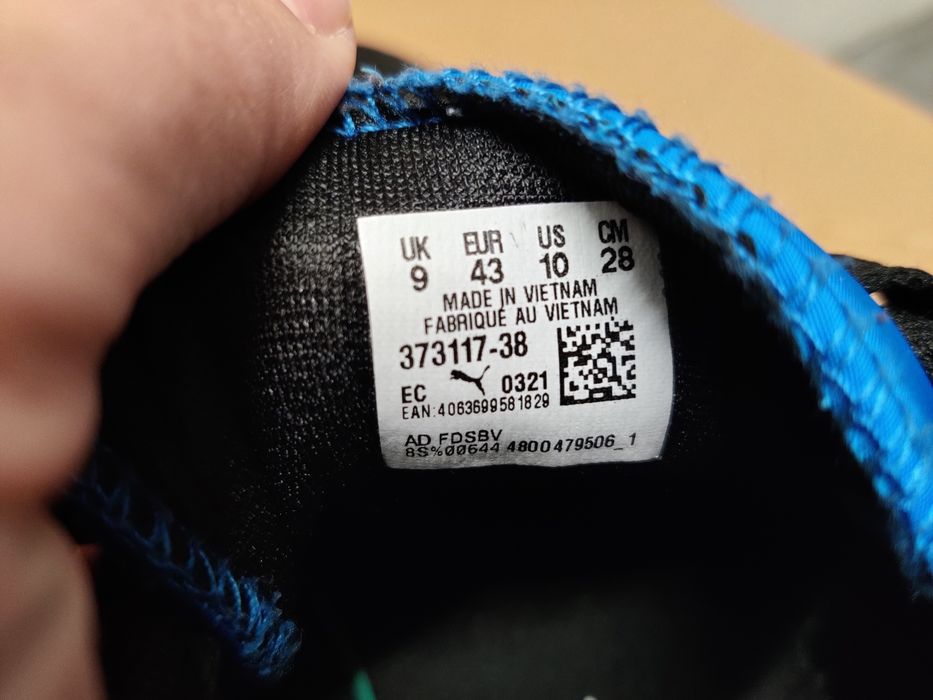 UK EUR US CM
9 43 10 28
MADE IN VIETNAM
FABRIQUÉ AU VIETNAM
373117-38
EC 0321
EAN:4063699581829
AD FDSBV
8S%00644 4800479506_1